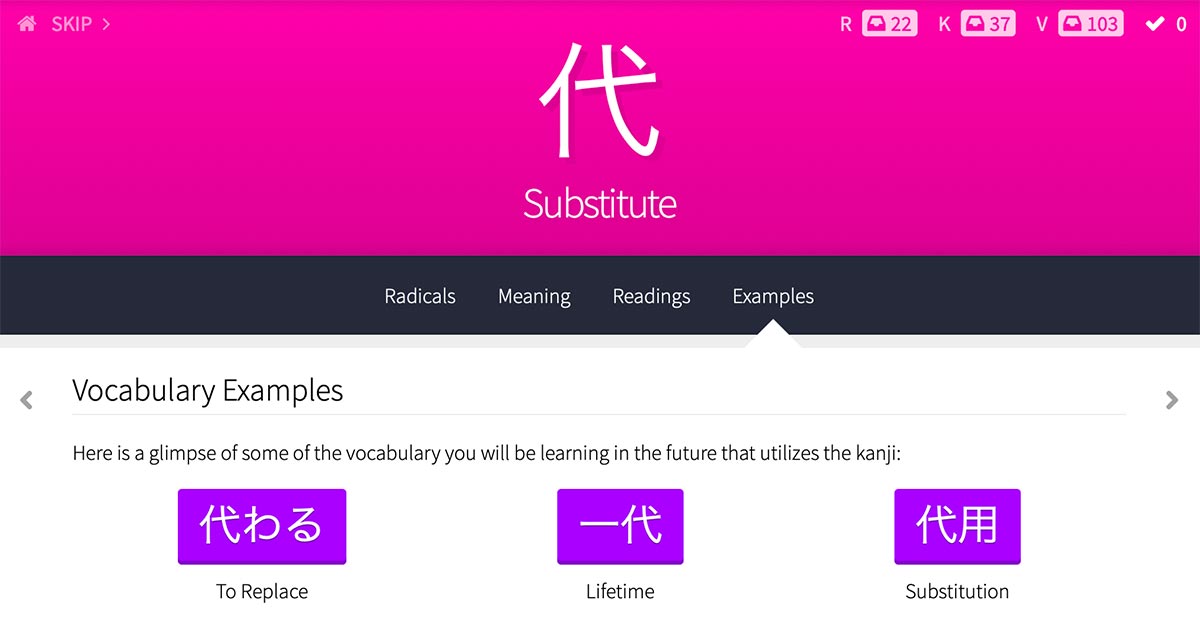 SKIP R 22 K 37 V 103 0
代
Substitute
Radicals Meaning Readings Examples
Vocabulary Examples
Here is a glimpse of some of the vocabulary you will be learning in the future that utilizes the kanji:
代わる 一代 代用
To Replace Lifetime Substitution